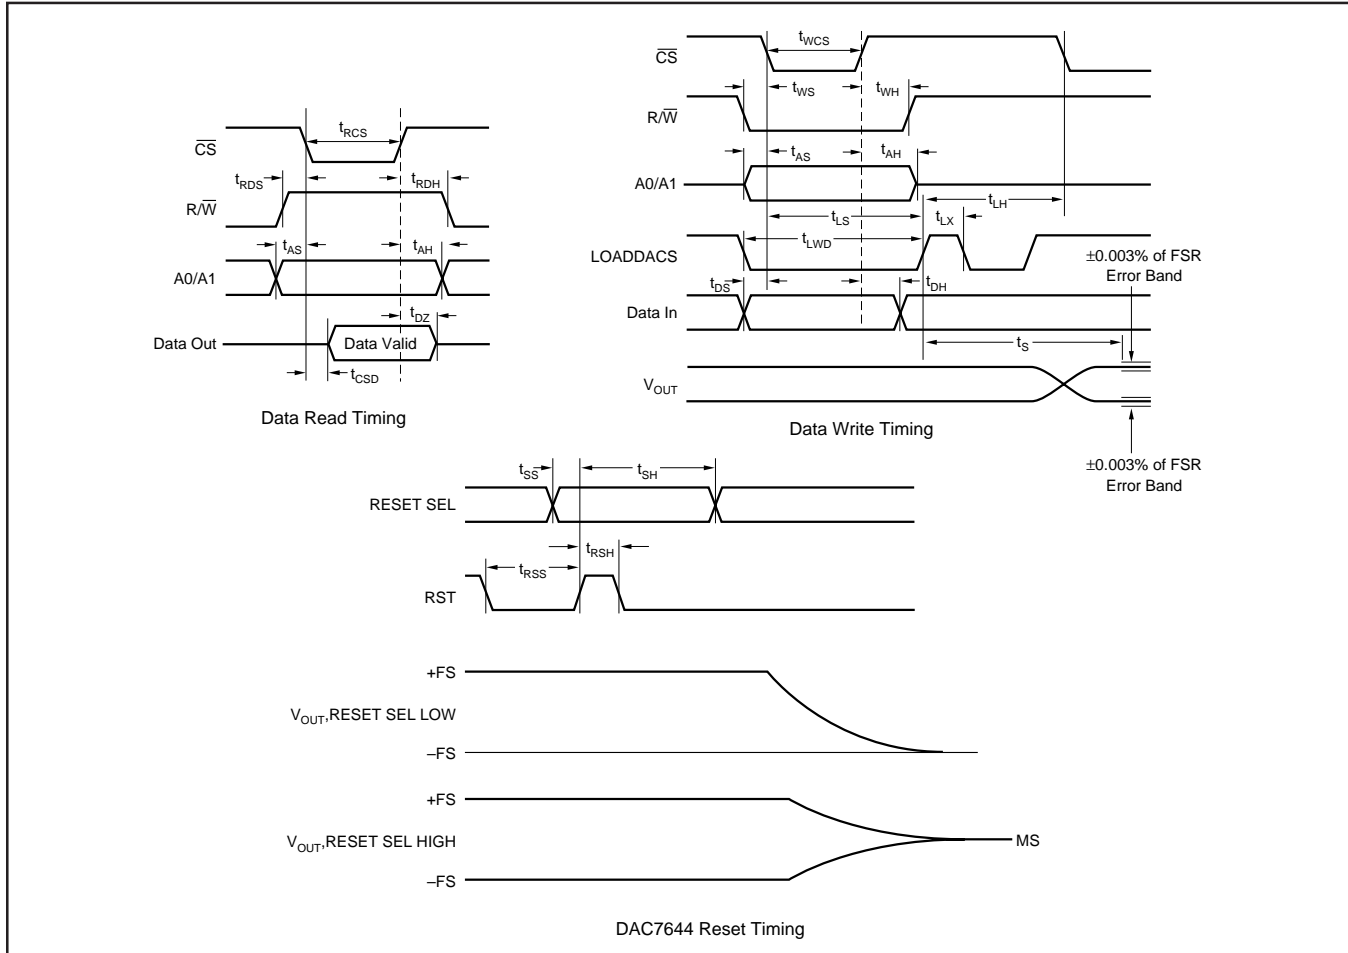 CS
tRCS
tRDS
tRDH
R/W
tAS
tAH
A0/A1
tDZ
Data Out
Data Valid
tCSD
Data Read Timing
CS
tWCS
tWS
tWH
R/W
tAS
tAH
A0/A1
tLS
tLH
tLX
LOADDACS
tLWD
±0.003% of FSR
Error Band
tDS
tDH
Data In
tS
VOUT
Data Write Timing
±0.003% of FSR
Error Band
tSS
tSH
RESET SEL
tRSH
tRSS
RST
+FS
VOUT,RESET SEL LOW
–FS
+FS
VOUT,RESET SEL HIGH
MS
–FS
DAC7644 Reset Timing